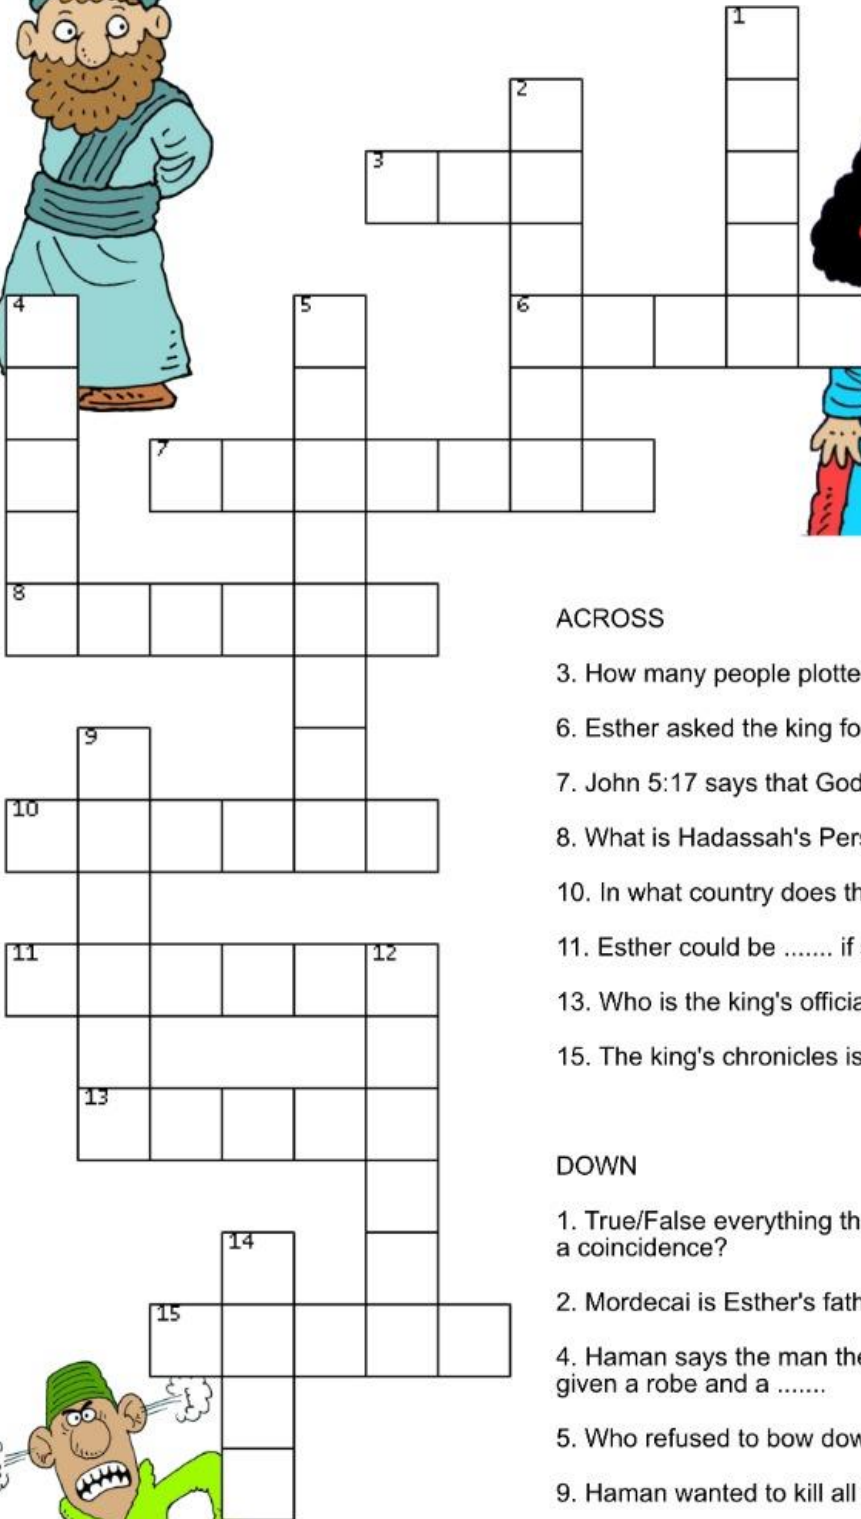 1
2
3
4
5
6
7
8
9
10
11
12
13
14
15
ACROSS
3. How many people plotte
6. Esther asked the king fo
7. John 5:17 says that God
8. What is Hadassah's Pers
10. In what country does th
11. Esther could be ....... if
13. Who is the king's officia
15. The king's chronicles is
DOWN
1. True/False everything th
a coincidence?
2. Mordecai is Esther's fath
4. Haman says the man the
given a robe and a .......
5. Who refused to bow dow
9. Haman wanted to kill all